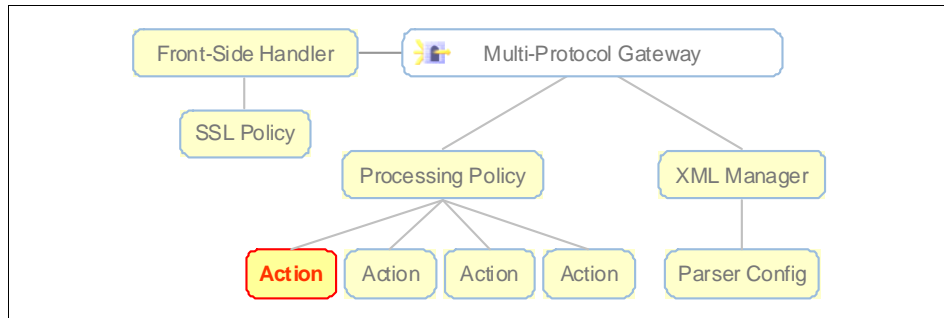 Front-Side Handler
Multi-Protocol Gateway
SSL Policy
Processing Policy
XML Manager
Action
Action
Action
Action
Parser Config